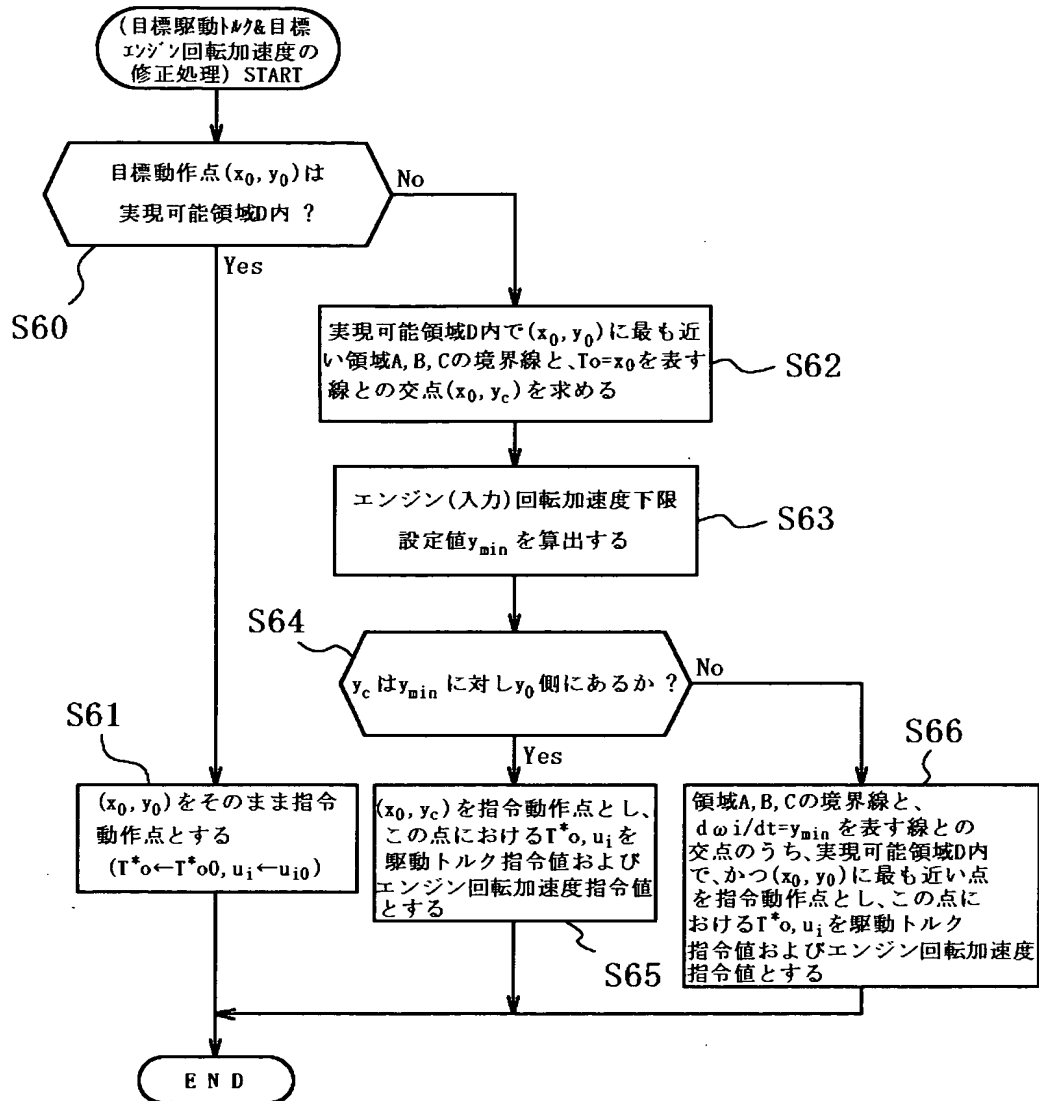 (目標駆動トルク&目標
エンジン回転加速度の
修正処理) START
目標動作点(x0, y0)は
実現可能領域D内 ?
No
Yes
S60
実現可能領域D内で(x0, y0)に最も近
い領域A, B, Cの境界線と、To=x0を表す
線との交点(x0, yc)を求める
S62
エンジン(入力)回転加速度下限
設定値yminを算出する
S63
S64
ycはyminに対しy0側にあるか ?
No
Yes
S61
(x0, y0)をそのまま指令
動作点とする
(T*o←T*o0, ui←ui0)
(x0, yc)を指令動作点とし、
この点におけるT*o, uiを
駆動トルク指令値および
エンジン回転加速度指令値
とする
S65
S66
領域A, B, Cの境界線と、
dωi/dt=yminを表す線との
交点のうち、実現可能領域D内
で、かつ(x0, y0)に最も近い点
を指令動作点とし、この点に
おけるT*o, uiを駆動トルク
指令値およびエンジン回転加速度
指令値とする
END